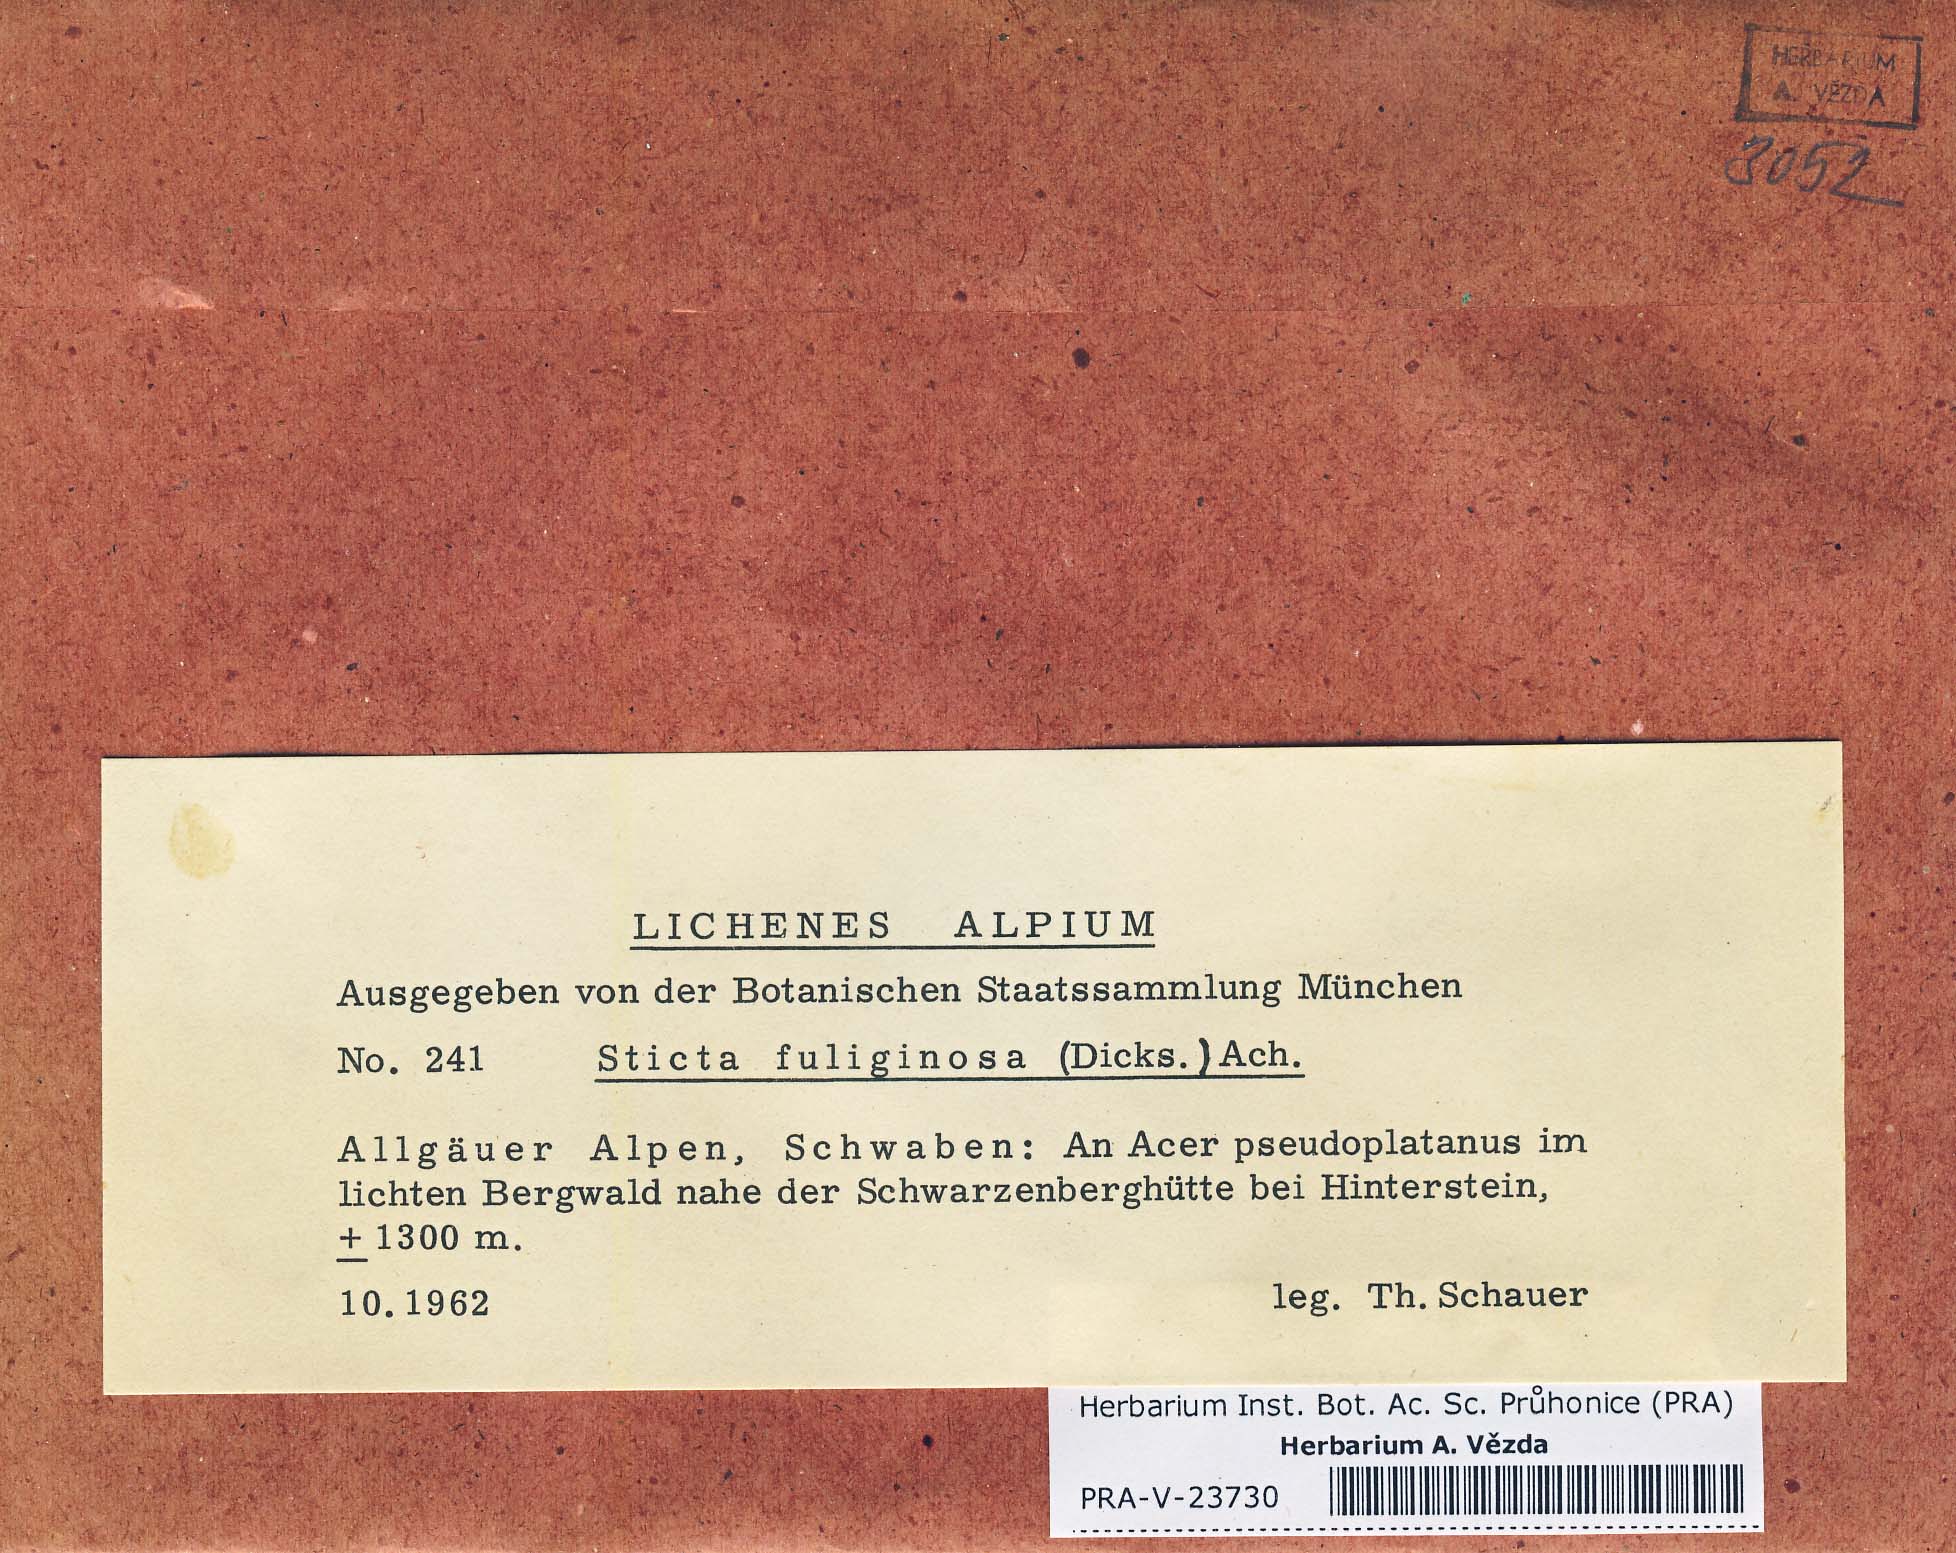 HERBARIUM
A. VĚZDA
3052
LICHENES ALPIUM
Ausgegeben von der Botanischen Staatssammlung München
No. 241 Sticta fuliginosa (Dicks.) Ach.
Allgäuer Alpen, Schwaben: An Acer pseudoplatanus im
lichten Bergwald nahe der Schwarzenberghütte bei Hinterstein,
± 1300 m.
10. 1962 leg. Th. Schauer
Herbarium Inst. Bot. Ac. Sc. Průhonice (PRA)
Herbarium A. Vězda
PRA-V-23730